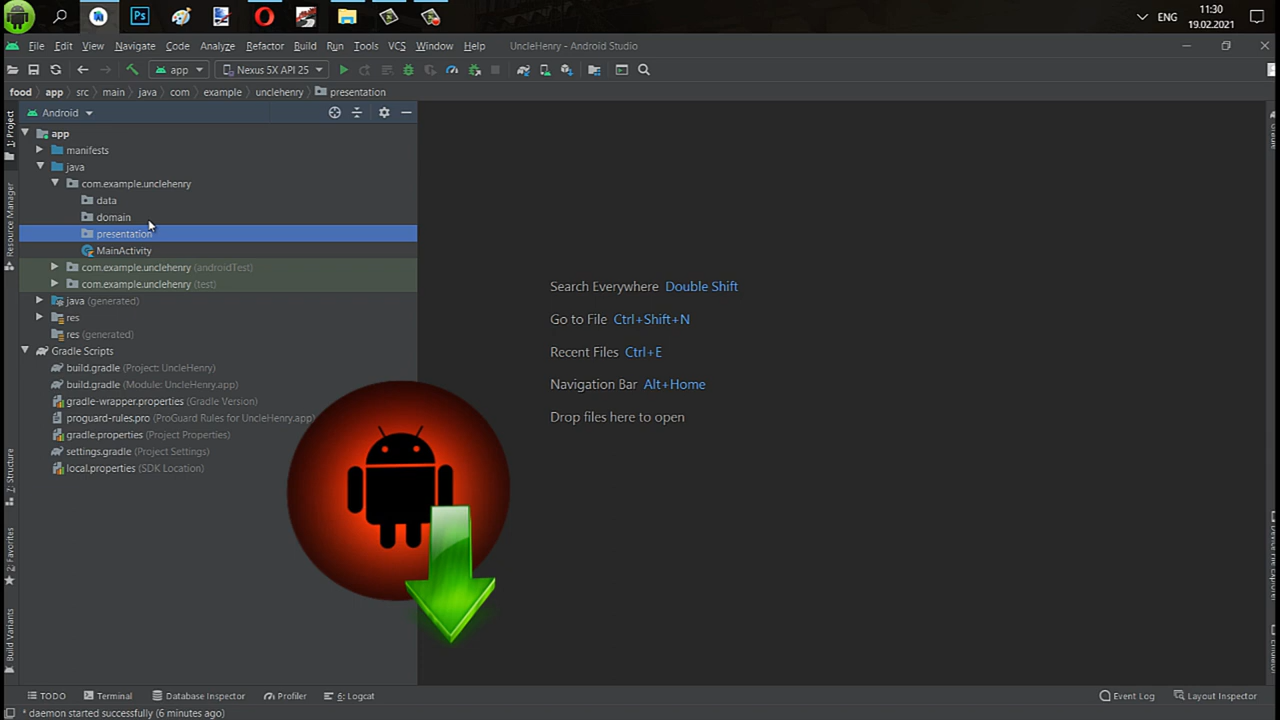 Ps
ENG
11:30
19.02.2021
File Edit View Navigate Code Analyze Refactor Build Run Tools VCS Window Help UncleHenry - Android Studio
app Nexus 5X API 25
food app src main java com example unclehenry presentation
1: Project
Resource Manager
7: Structure
2: Favorites
Build Variants
Android
app
manifests
java
com.example.unclehenry
data
domain
presentation
MainActivity
com.example.unclehenry (androidTest)
com.example.unclehenry (test)
java (generated)
res
res (generated)
Gradle Scripts
build.gradle (Project: UncleHenry)
build.gradle (Module: UncleHenry.app)
gradle-wrapper.properties (Gradle Version)
proguard-rules.pro (ProGuard Rules for UncleHenry.app)
gradle.properties (Project Properties)
settings.gradle (Project Settings)
local.properties (SDK Location)
Search Everywhere Double Shift
Go to File Ctrl+Shift+N
Recent Files Ctrl+E
Navigation Bar Alt+Home
Drop files here to open
TODO Terminal Database Inspector Profiler 6: Logcat Event Log Layout Inspector
* daemon started successfully (6 minutes ago)